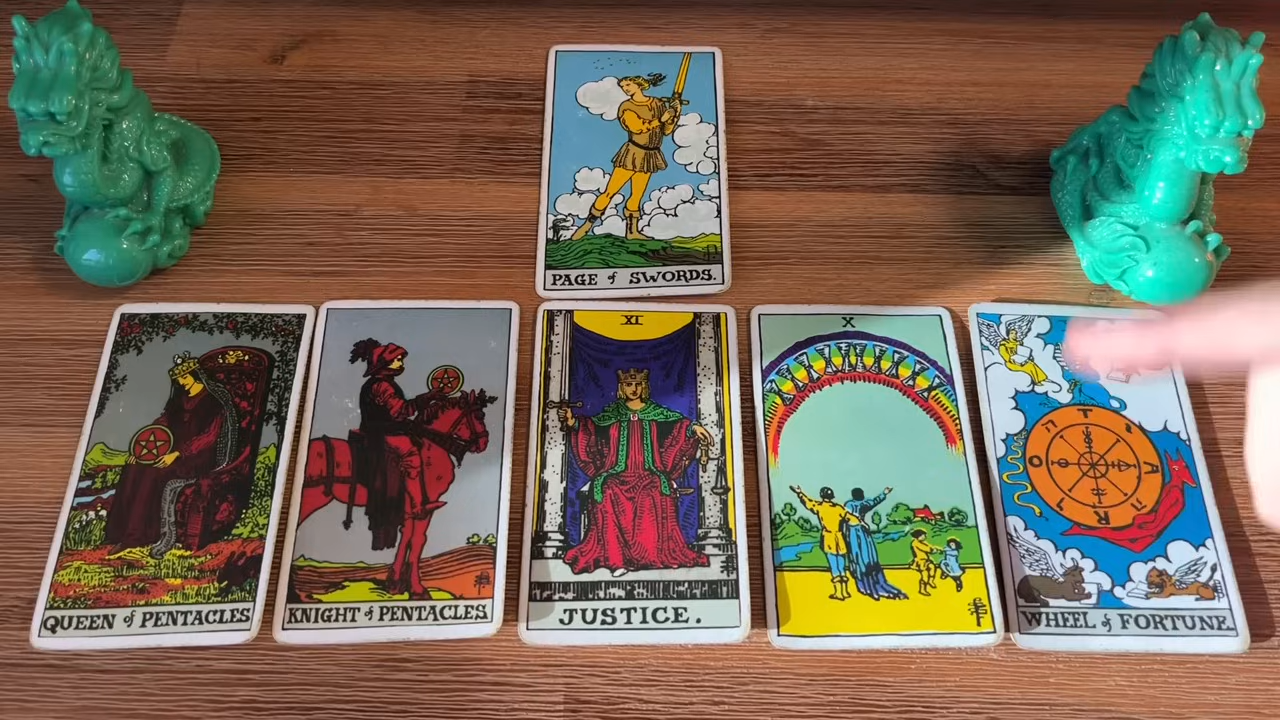 PAGE of SWORDS.
QUEEN of PENTACLES
KNIGHT of PENTACLES
XI
JUSTICE.
X
T
A
R
O
WHEEL of FORTUNE.